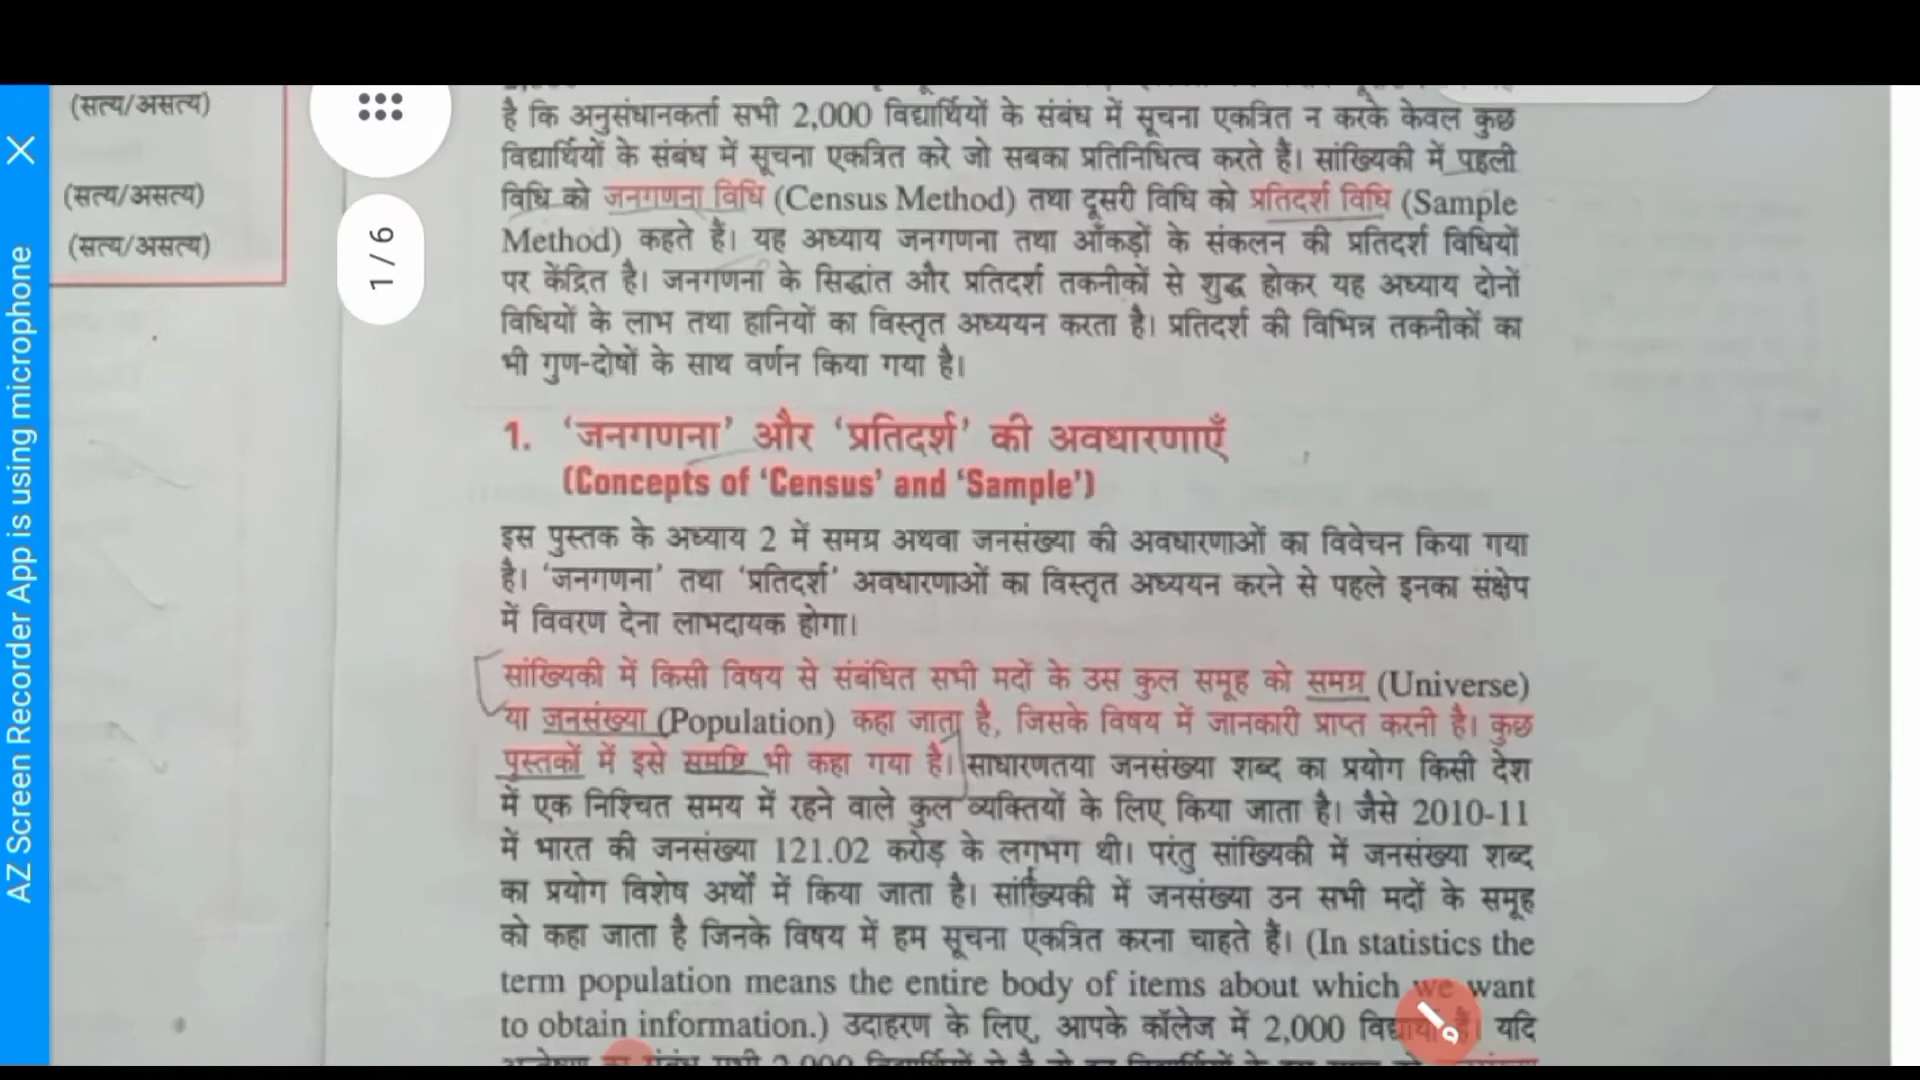 AZ Screen Recorder App is using microphone
(सत्य/असत्य)
(सत्य/असत्य)
(सत्य/असत्य)
1 / 6
है कि अनुसंधानकर्ता सभी 2,000 विद्यार्थियों के संबंध में सूचना एकत्रित न करके केवल कुछ
विद्यार्थियों के संबंध में सूचना एकत्रित करे जो सबका प्रतिनिधित्व करते हैं। सांख्यिकी में पहली
विधि को जनगणना विधि (Census Method) तथा दूसरी विधि को प्रतिदर्श विधि (Sample
Method) कहते हैं। यह अध्याय जनगणना तथा आँकड़ों के संकलन की प्रतिदर्श विधियों
पर केंद्रित है। जनगणना के सिद्धांत और प्रतिदर्श तकनीकों से शुद्ध होकर यह अध्याय दोनों
विधियों के लाभ तथा हानियों का विस्तृत अध्ययन करता है। प्रतिदर्श की विभिन्न तकनीकों का
भी गुण-दोषों के साथ वर्णन किया गया है।
1. ‘जनगणना’ और ‘प्रतिदर्श’ की अवधारणाएँ
(Concepts of ‘Census’ and ‘Sample’)
इस पुस्तक के अध्याय 2 में समग्र अथवा जनसंख्या की अवधारणाओं का विवेचन किया गया
है। ‘जनगणना’ तथा ‘प्रतिदर्श’ अवधारणाओं का विस्तृत अध्ययन करने से पहले इनका संक्षेप
में विवरण देना लाभदायक होगा।
सांख्यिकी में किसी विषय से संबंधित सभी मदों के उस कुल समूह को समग्र (Universe)
या जनसंख्या (Population) कहा जाता है, जिसके विषय में जानकारी प्राप्त करनी है। कुछ
पुस्तकों में इसे समष्टि भी कहा गया है। साधारणतया जनसंख्या शब्द का प्रयोग किसी देश
में एक निश्चित समय में रहने वाले कुल व्यक्तियों के लिए किया जाता है। जैसे 2010-11
में भारत की जनसंख्या 121.02 करोड़ के लगभग थी। परंतु सांख्यिकी में जनसंख्या शब्द
का प्रयोग विशेष अर्थों में किया जाता है। सांख्यिकी में जनसंख्या उन सभी मदों के समूह
को कहा जाता है जिनके विषय में हम सूचना एकत्रित करना चाहते हैं। (In statistics the
term population means the entire body of items about which we want
to obtain information.) उदाहरण के लिए, आपके कॉलेज में 2,000 हैं। यदि